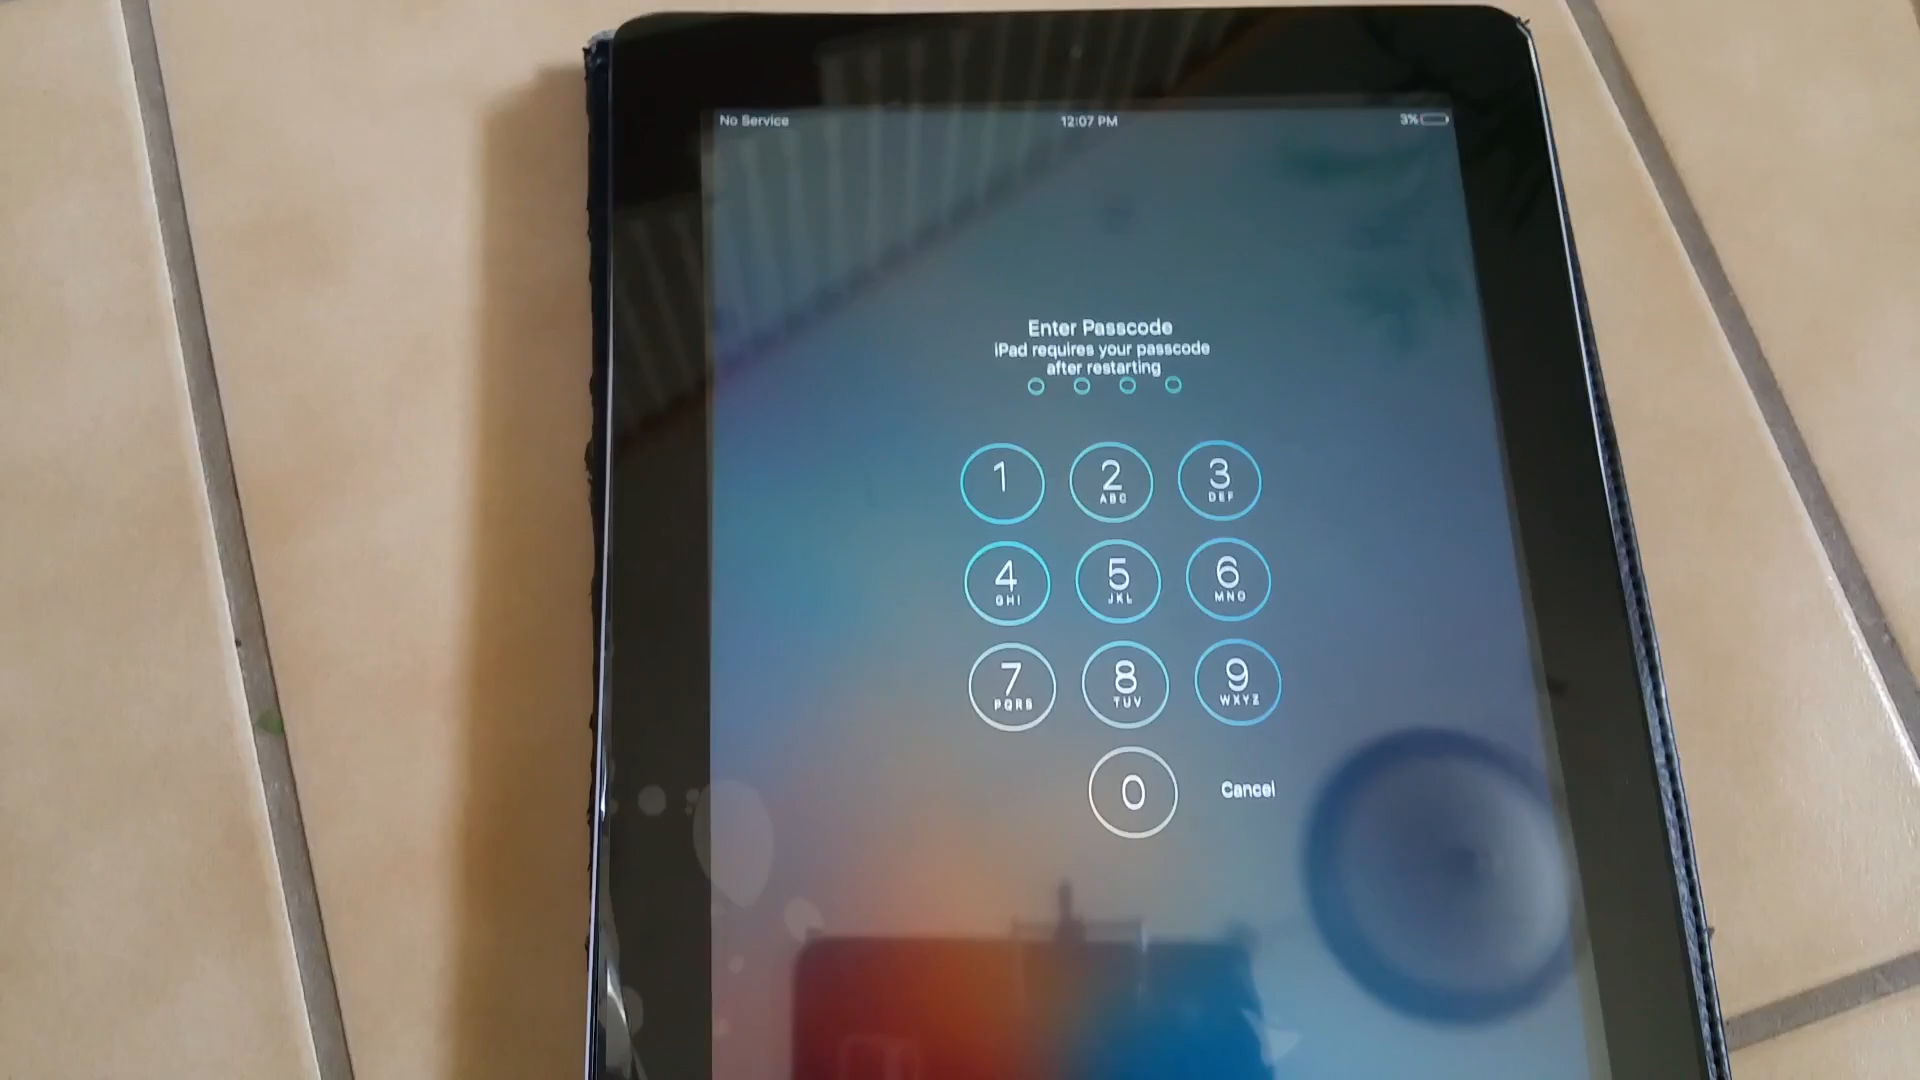 No Service 12:07 PM 3%
Enter Passcode
iPad requires your passcode
after restarting
1 2 3
ABC DEF
4 5 6
GHI JKL MNO
7 8 9
PQRS TUV WXYZ
0 Cancel